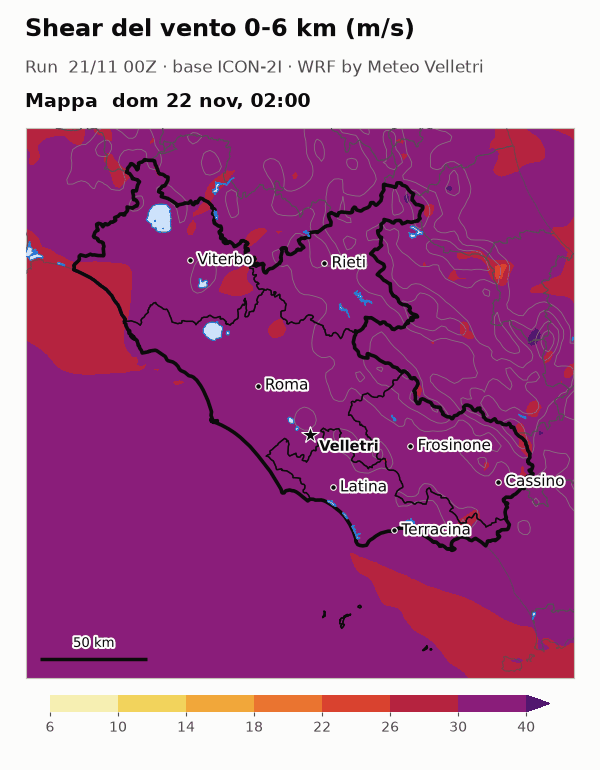 Shear del vento 0-6 km (m/s)
Run  21/11 00Z · base ICON-2I · WRF by Meteo Velletri
Mappa  dom 22 nov, 02:00
Viterbo
Rieti
Roma
Velletri
Frosinone
Cassino
Latina
Terracina
50 km
6 10 14 18 22 26 30 40